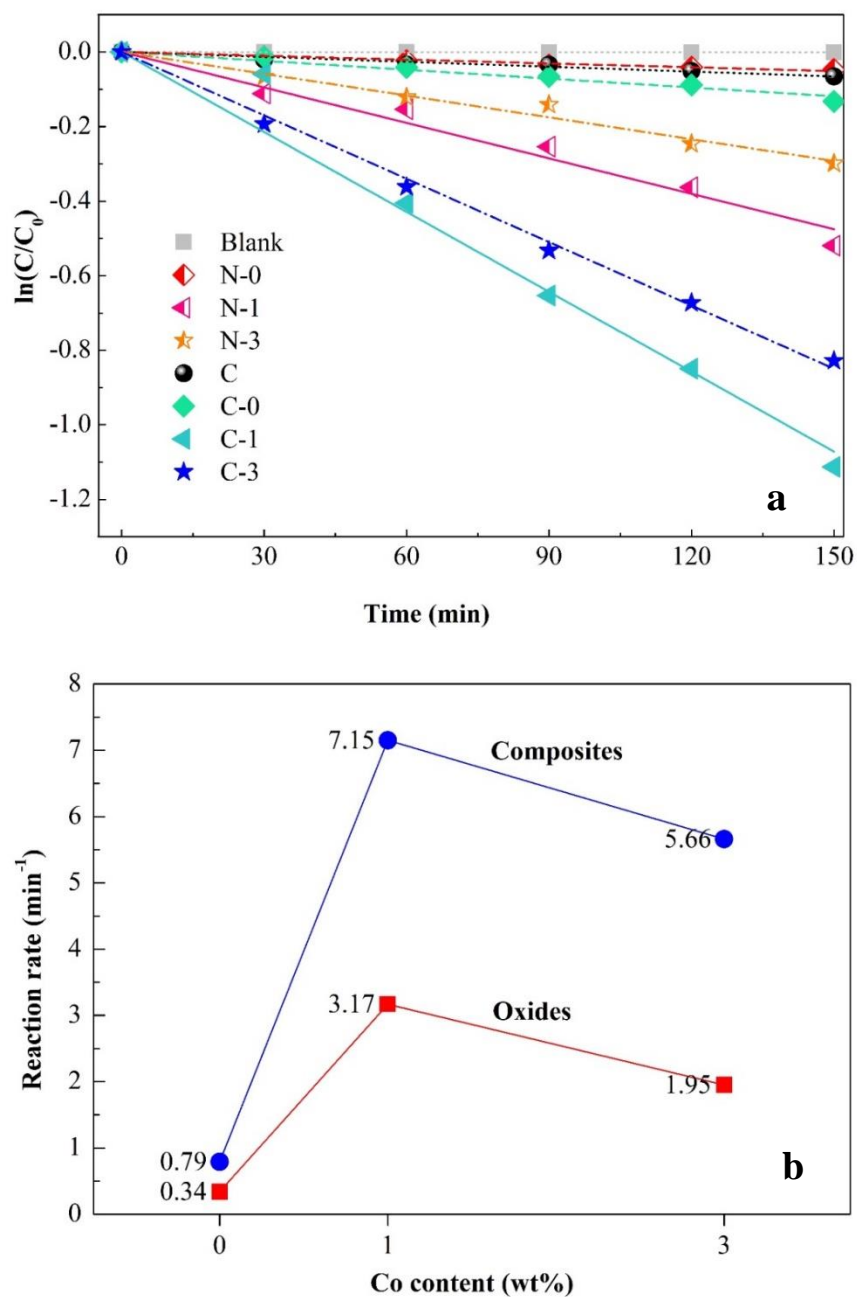 0.0
-0.2
-0.4
-0.6
-0.8
-1.0
-1.2
ln(C/C0)
Blank
N-0
N-1
N-3
C
C-0
C-1
C-3
a
0 30 60 90 120 150
Time (min)
8
7
6
5
4
3
2
1
0
Reaction rate (min-1)
7.15
Composites
5.66
3.17
Oxides
1.95
0.79
0.34
b
0 1 3
Co content (wt%)